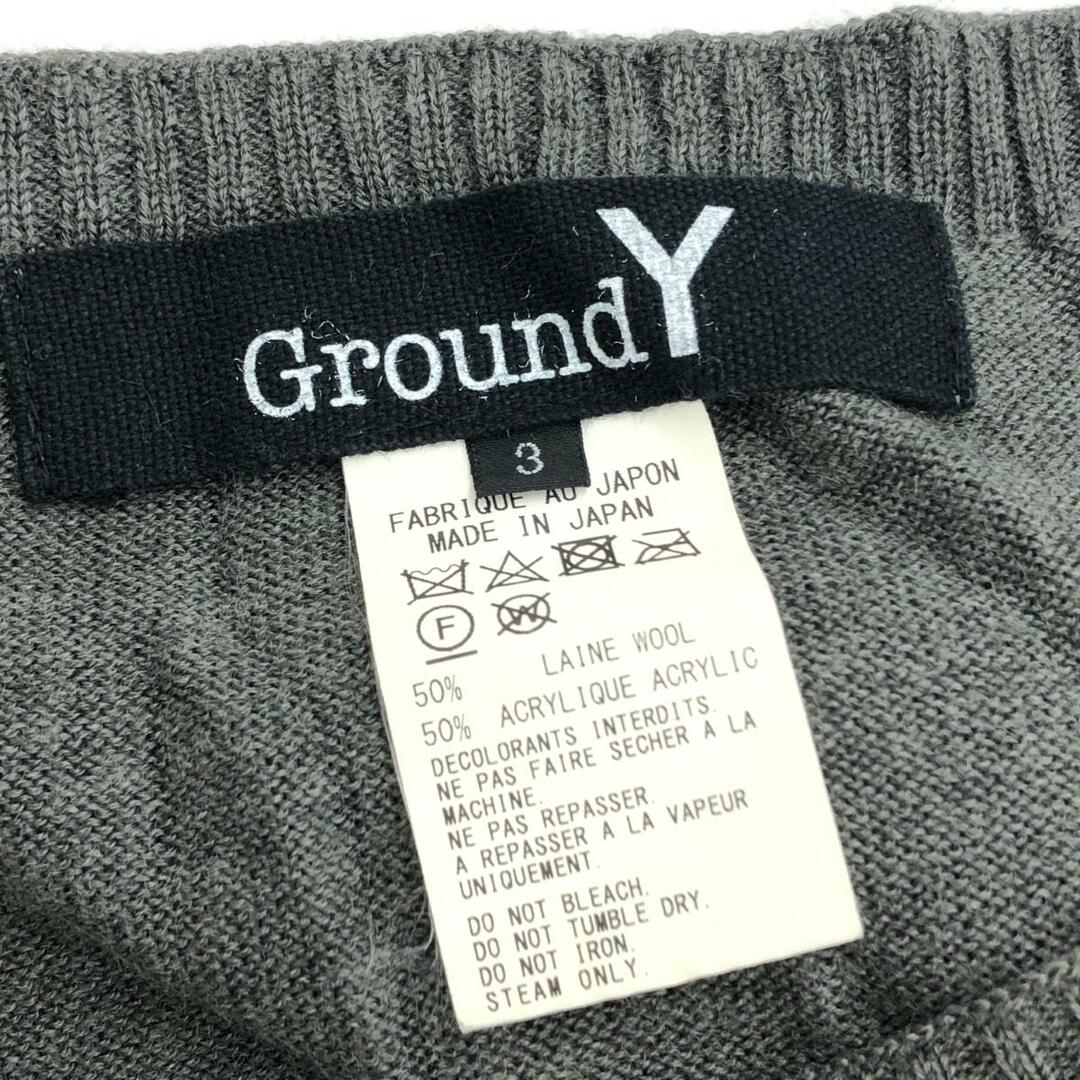 GroundY
3
FABRIQUE AU JAPON
MADE IN JAPAN
F W
50% LAINE WOOL
50% ACRYLIQUE ACRYLIC
DECOLORANTS INTERDITS.
NE PAS FAIRE SECHER A LA
MACHINE.
NE PAS REPASSER.
A REPASSER A LA VAPEUR
UNIQUEMENT.
DO NOT BLEACH.
DO NOT TUMBLE DRY.
DO NOT IRON.
STEAM ONLY.